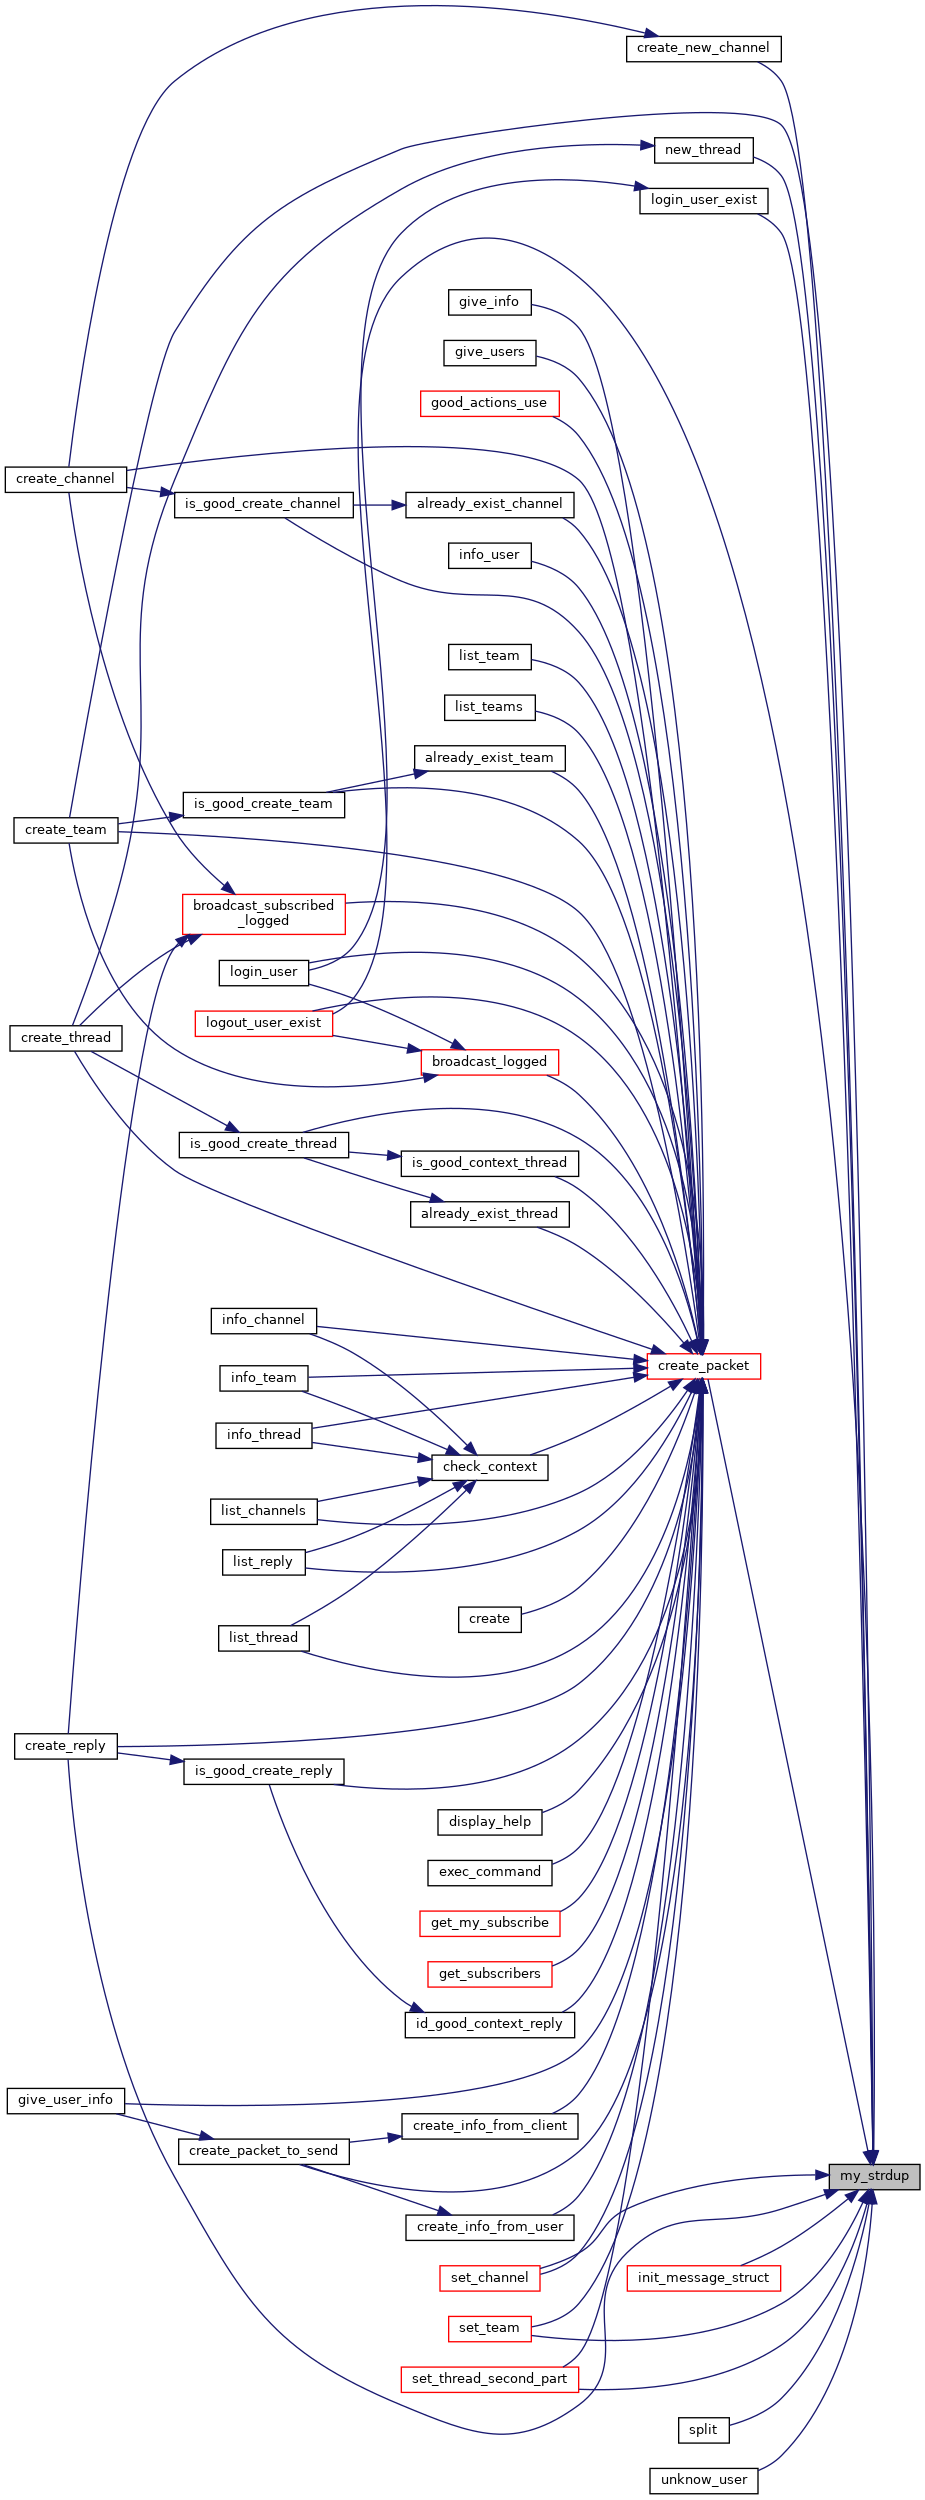 create_new_channel
new_thread
login_user_exist
give_info
give_users
good_actions_use
create_channel
is_good_create_channel
already_exist_channel
info_user
list_team
list_teams
already_exist_team
is_good_create_team
create_team
broadcast_subscribed
_logged
login_user
logout_user_exist
create_thread
broadcast_logged
is_good_create_thread
is_good_context_thread
already_exist_thread
info_channel
create_packet
info_team
info_thread
check_context
list_channels
list_reply
create
list_thread
create_reply
is_good_create_reply
display_help
exec_command
get_my_subscribe
get_subscribers
id_good_context_reply
give_user_info
create_info_from_client
create_packet_to_send
my_strdup
create_info_from_user
set_channel
init_message_struct
set_team
set_thread_second_part
split
unknow_user